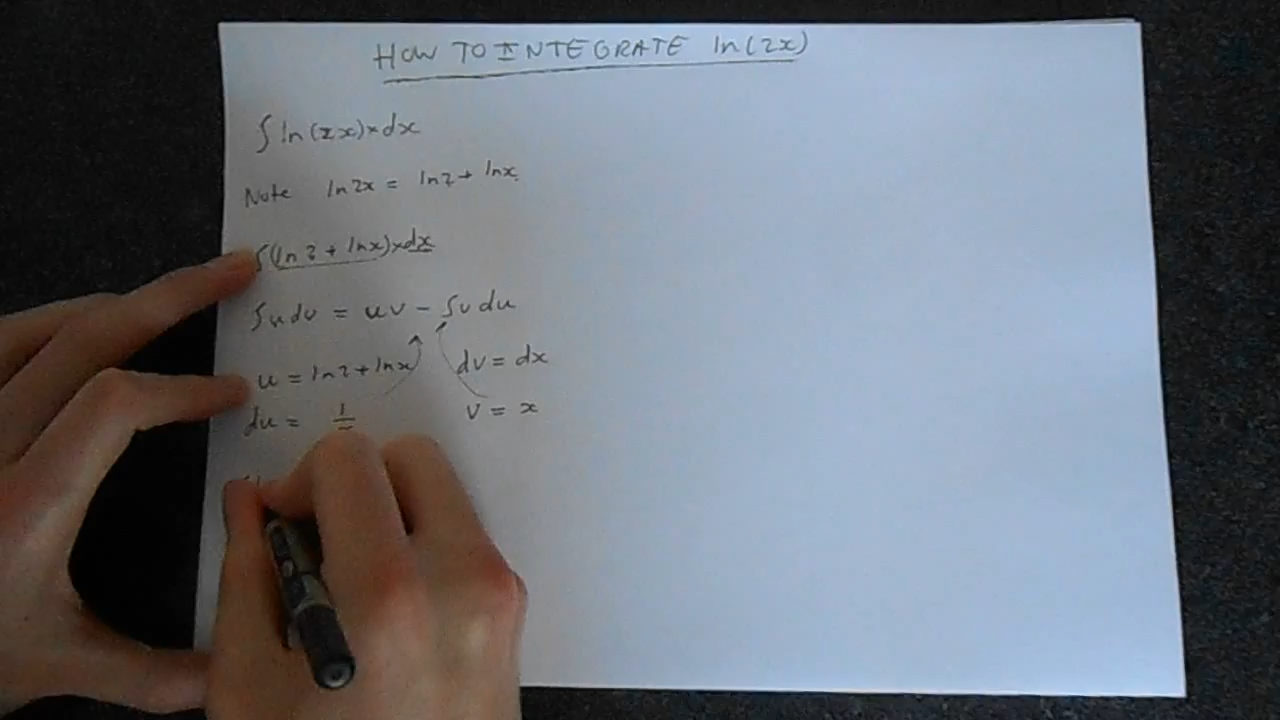 HOW TO INTEGRATE ln(2x)
∫ ln(2x)×dx
Note ln2x = ln2 + lnx
∫(ln2 + lnx)×dx
∫udv = uv − ∫vdu
u = ln2 + lnx dv = dx
du = 1 v = x